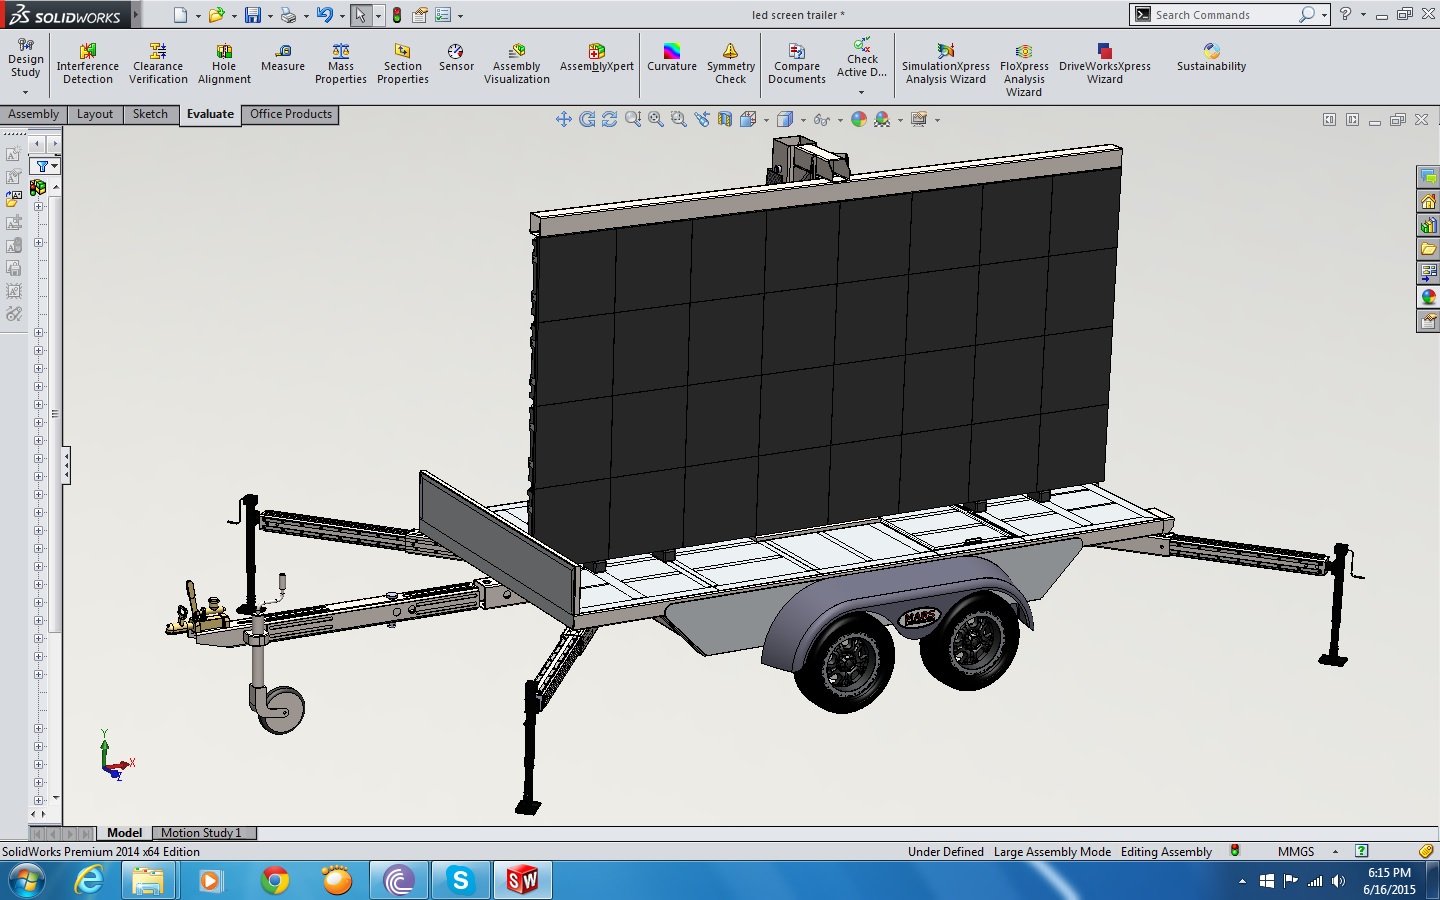 SOLIDWORKS
led screen trailer *
Search Commands
Design Study
Interference Detection
Clearance Verification
Hole Alignment
Measure
Mass Properties
Section Properties
Sensor
Assembly Visualization
AssemblyXpert
Curvature
Symmetry Check
Compare Documents
Check Active D...
SimulationXpress Analysis Wizard
FloXpress Analysis Wizard
DriveWorksXpress Wizard
Sustainability
Assembly
Layout
Sketch
Evaluate
Office Products
MARS
Y
X
Z
Model
Motion Study 1
SolidWorks Premium 2014 x64 Edition
Under Defined
Large Assembly Mode
Editing Assembly
MMGS
6:15 PM
6/16/2015